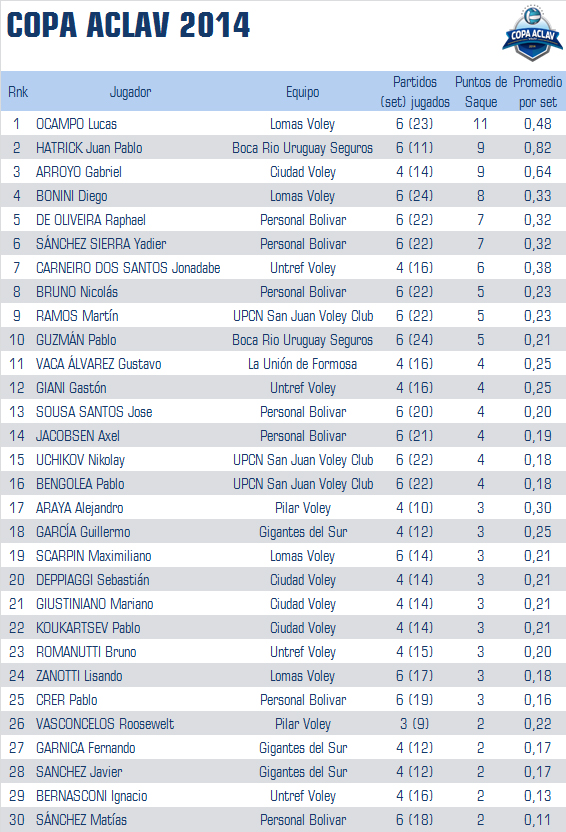 COPA ACLAV 2014
COPA ACLAV
Rnk Jugador Equipo Partidos (set) jugados Puntos de Saque Promedio por set
1 OCAMPO Lucas Lomas Voley 6 (23) 11 0,48
2 HATRICK Juan Pablo Boca Rio Uruguay Seguros 6 (11) 9 0,82
3 ARROYO Gabriel Ciudad Voley 4 (14) 9 0,64
4 BONINI Diego Lomas Voley 6 (24) 8 0,33
5 DE OLIVEIRA Raphael Personal Bolivar 6 (22) 7 0,32
6 SÁNCHEZ SIERRA Yadier Personal Bolivar 6 (22) 7 0,32
7 CARNEIRO DOS SANTOS Jonadabe Untref Voley 4 (16) 6 0,38
8 BRUNO Nicolás Personal Bolivar 6 (22) 5 0,23
9 RAMOS Martín UPCN San Juan Voley Club 6 (22) 5 0,23
10 GUZMÁN Pablo Boca Rio Uruguay Seguros 6 (24) 5 0,21
11 VACA ÁLVAREZ Gustavo La Unión de Formosa 4 (16) 4 0,25
12 GIANI Gastón Untref Voley 4 (16) 4 0,25
13 SOUSA SANTOS Jose Personal Bolivar 6 (20) 4 0,20
14 JACOBSEN Axel Personal Bolivar 6 (21) 4 0,19
15 UCHIKOV Nikolay UPCN San Juan Voley Club 6 (22) 4 0,18
16 BENGOLEA Pablo UPCN San Juan Voley Club 6 (22) 4 0,18
17 ARAYA Alejandro Pilar Voley 4 (10) 3 0,30
18 GARCÍA Guillermo Gigantes del Sur 4 (12) 3 0,25
19 SCARPIN Maximiliano Lomas Voley 6 (14) 3 0,21
20 DEPPIAGGI Sebastián Ciudad Voley 4 (14) 3 0,21
21 GIUSTINIANO Mariano Ciudad Voley 4 (14) 3 0,21
22 KOUKARTSEV Pablo Ciudad Voley 4 (14) 3 0,21
23 ROMANUTTI Bruno Untref Voley 4 (15) 3 0,20
24 ZANOTTI Lisando Lomas Voley 6 (17) 3 0,18
25 CRER Pablo Personal Bolivar 6 (19) 3 0,16
26 VASCONCELOS Roosewelt Pilar Voley 3 (9) 2 0,22
27 GARNICA Fernando Gigantes del Sur 4 (12) 2 0,17
28 SANCHEZ Javier Gigantes del Sur 4 (12) 2 0,17
29 BERNASCONI Ignacio Untref Voley 4 (16) 2 0,13
30 SÁNCHEZ Matías Personal Bolivar 6 (18) 2 0,11